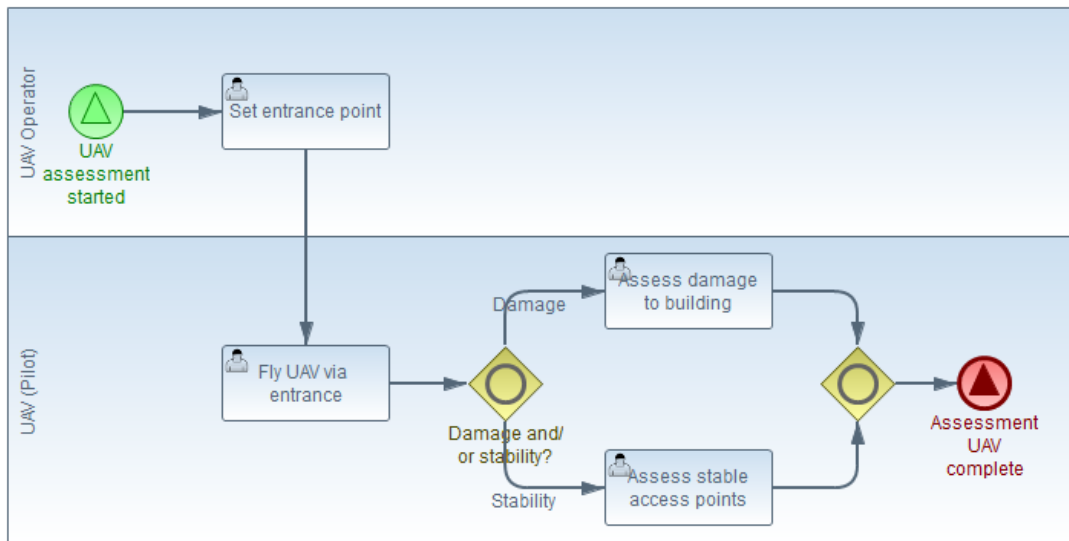 UAV Operator
Set entrance point
UAV
assessment
started
UAV (Pilot)
Assess damage
to building
Damage
Fly UAV via
entrance
Damage and/
or stability?
Assessment
UAV
complete
Assess stable
access points
Stability